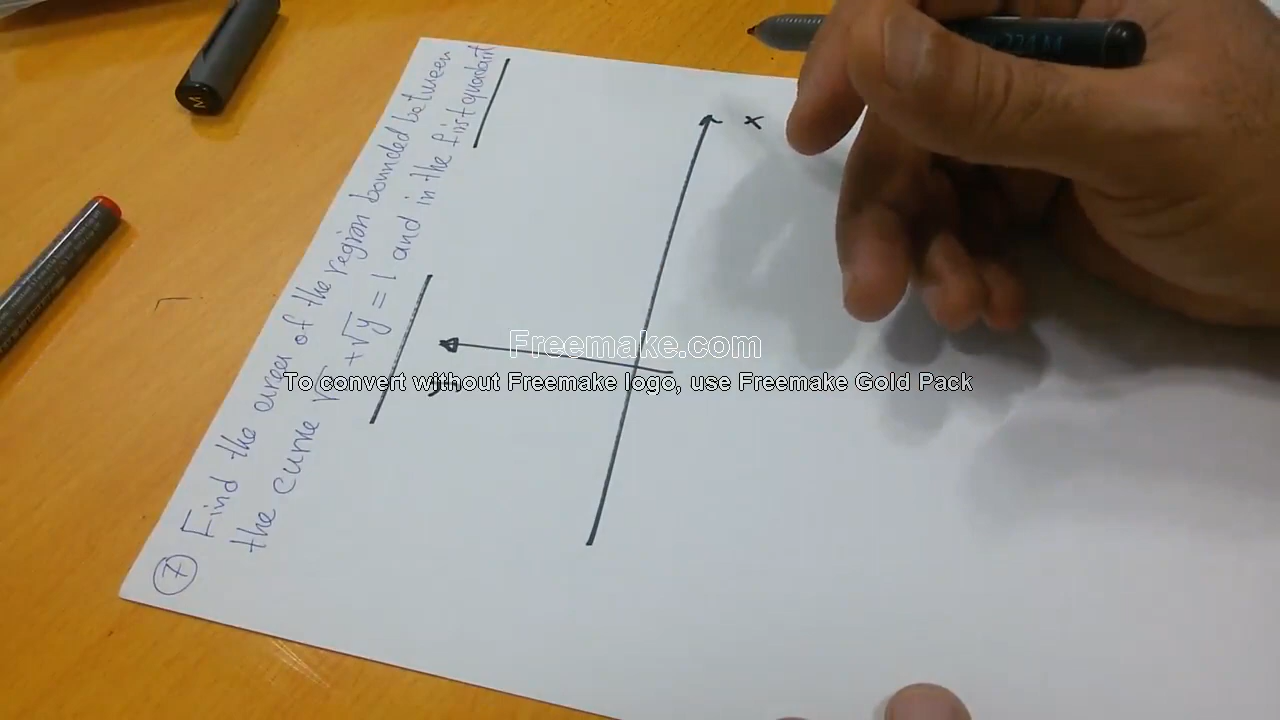 7 Find the area of the region bounded between
the curve √x + √y = 1 and in the first quadrant
x
y
Freemake.com
To convert without Freemake logo, use Freemake Gold Pack
M